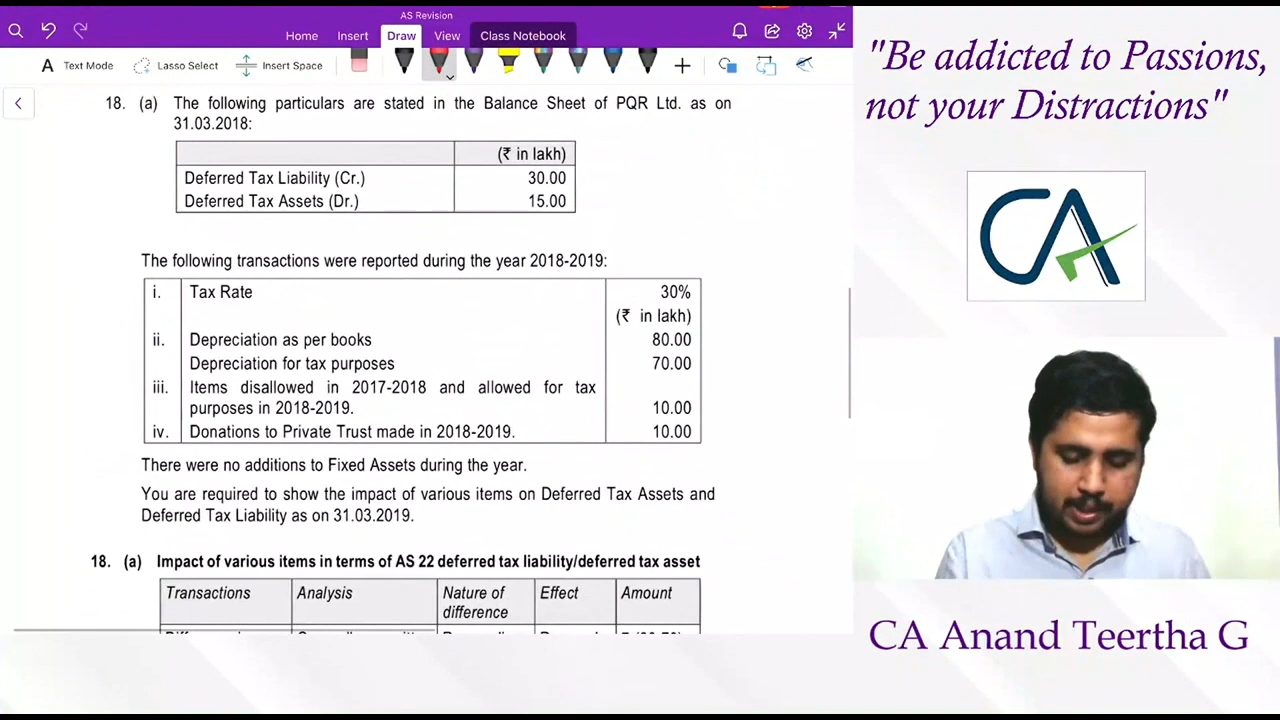 AS Revision
Home Insert Draw View Class Notebook
A Text Mode Lasso Select Insert Space
18. (a) The following particulars are stated in the Balance Sheet of PQR Ltd. as on
31.03.2018:
(₹ in lakh)
Deferred Tax Liability (Cr.) 30.00
Deferred Tax Assets (Dr.) 15.00
The following transactions were reported during the year 2018-2019:
i. Tax Rate 30%
(₹ in lakh)
ii. Depreciation as per books 80.00
Depreciation for tax purposes 70.00
iii. Items disallowed in 2017-2018 and allowed for tax
purposes in 2018-2019. 10.00
iv. Donations to Private Trust made in 2018-2019. 10.00
There were no additions to Fixed Assets during the year.
You are required to show the impact of various items on Deferred Tax Assets and
Deferred Tax Liability as on 31.03.2019.
18. (a) Impact of various items in terms of AS 22 deferred tax liability/deferred tax asset
Transactions Analysis Nature of Effect Amount
difference
"Be addicted to Passions,
not your Distractions"
CA
CA Anand Teertha G